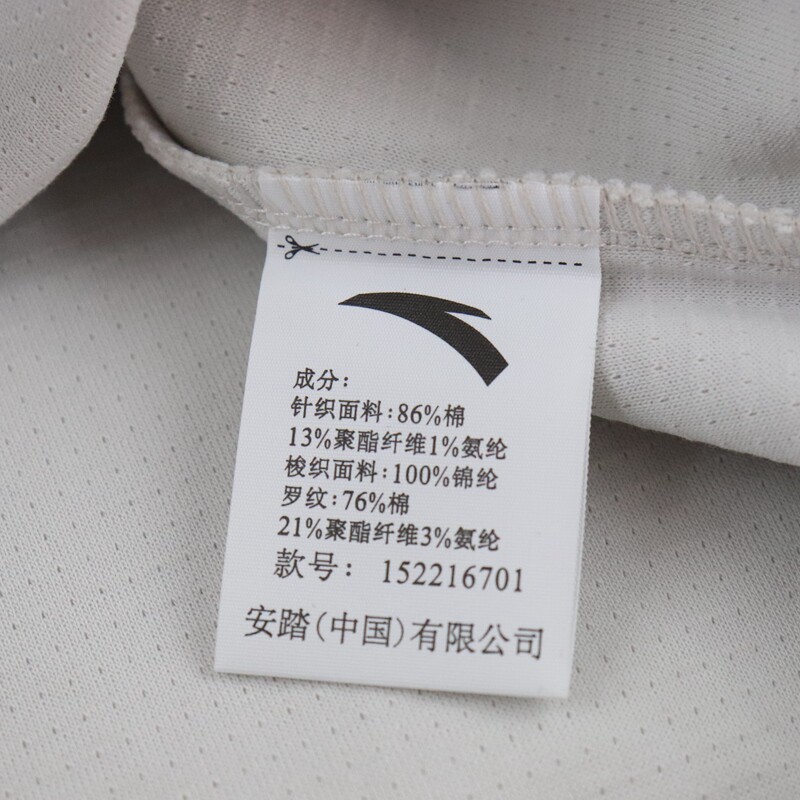 成分：
针织面料：86%棉
13%聚酯纤维1%氨纶
梭织面料：100%锦纶
罗纹：76%棉
21%聚酯纤维3%氨纶
款号：152216701
安踏（中国）有限公司